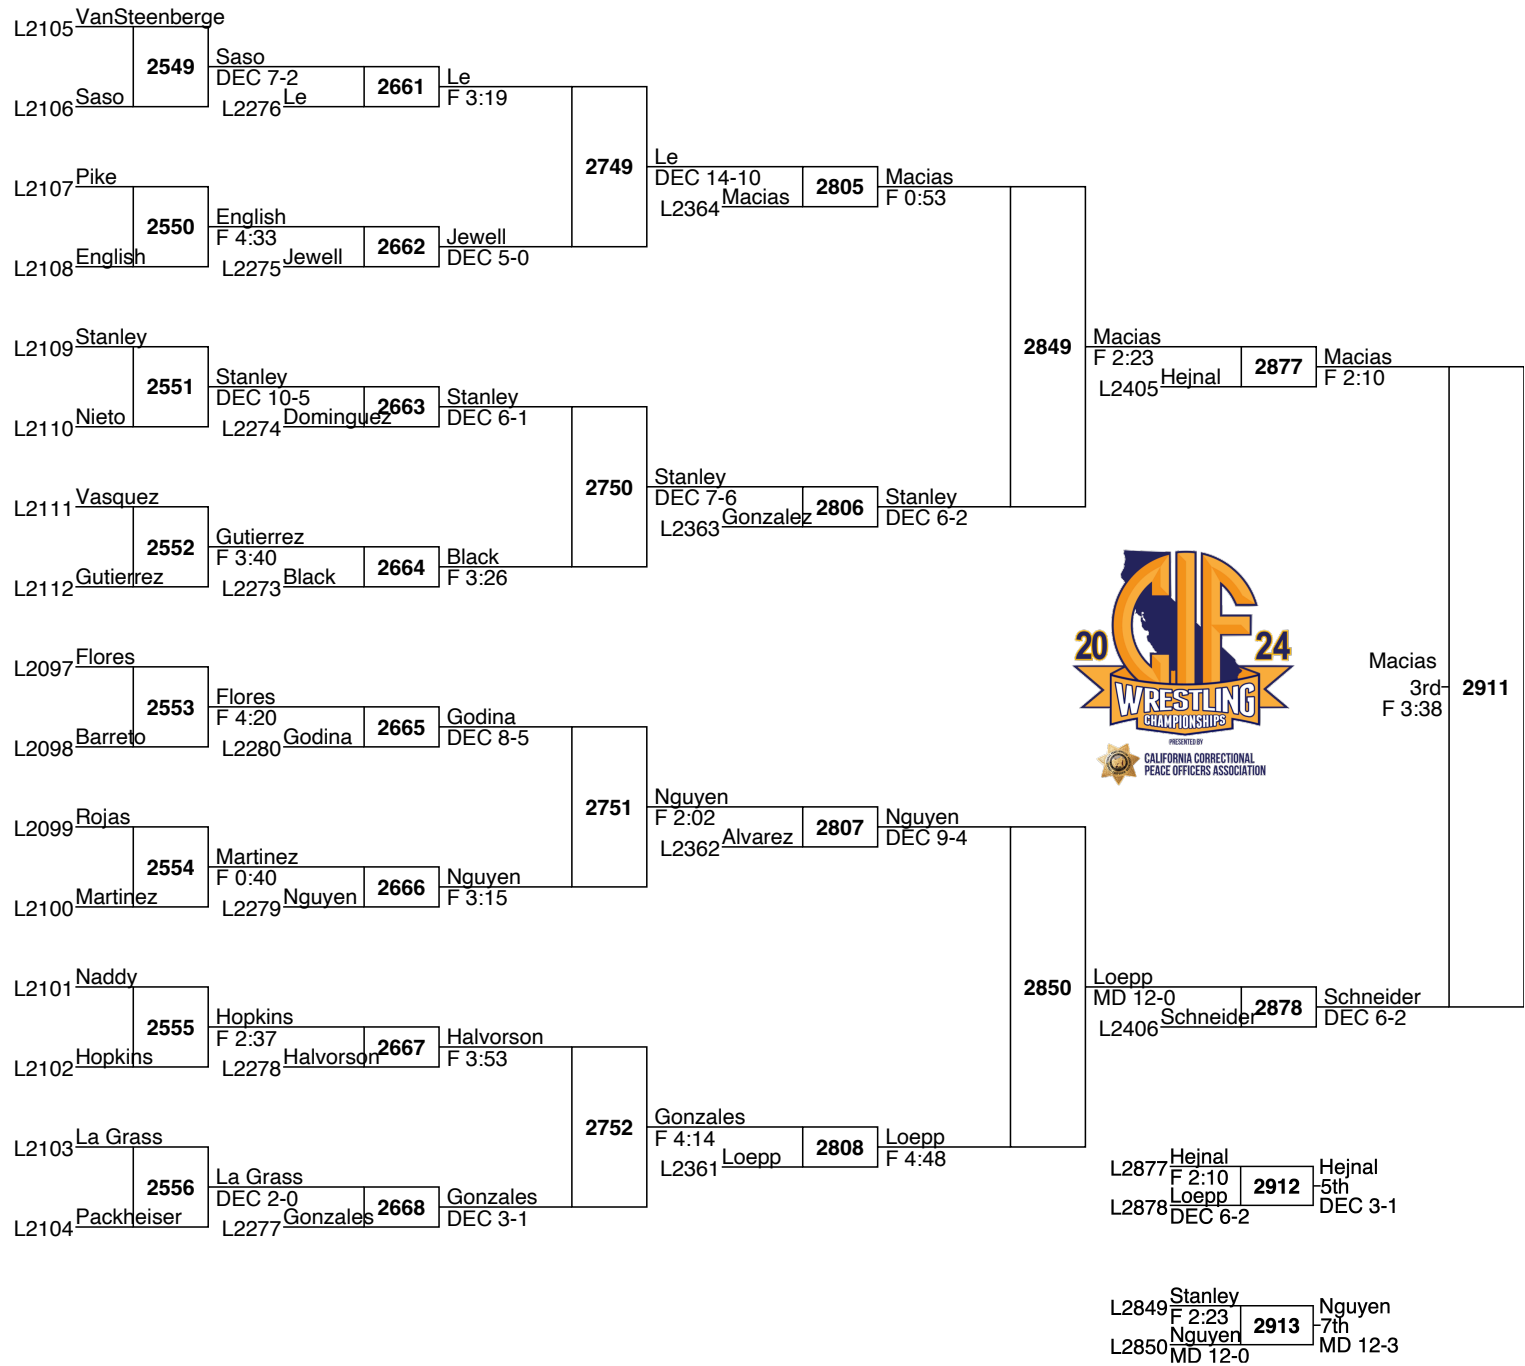 VanSteenberge
L2105
2549
Saso
DEC 7-2
Saso
L2106
L2276
Le
2661
Le
F 3:19
2749
Le
DEC 14-10
L2364
Macias
2805
Macias
F 0:53
Pike
L2107
2550
English
F 4:33
English
L2108
L2275
Jewell
2662
Jewell
DEC 5-0
2849
Macias
F 2:23
L2405
Hejnal
2877
Macias
F 2:10
Stanley
L2109
2551
Stanley
DEC 10-5
Nieto
L2110
L2274
Dominguez
2663
Stanley
DEC 6-1
2750
Stanley
DEC 7-6
L2363
Gonzalez
2806
Stanley
DEC 6-2
Vasquez
L2111
2552
Gutierrez
F 3:40
Gutierrez
L2112
L2273
Black
2664
Black
F 3:26
20 CIF 24
WRESTLING
CHAMPIONSHIPS
PRESENTED BY
CALIFORNIA CORRECTIONAL
PEACE OFFICERS ASSOCIATION
Macias
3rd
F 3:38
2911
Flores
L2097
2553
Flores
F 4:20
Barreto
L2098
L2280
Godina
2665
Godina
DEC 8-5
2751
Nguyen
F 2:02
L2362
Alvarez
2807
Nguyen
DEC 9-4
Rojas
L2099
2554
Martinez
F 0:40
Martinez
L2100
L2279
Nguyen
2666
Nguyen
F 3:15
2850
Loepp
MD 12-0
L2406
Schneider
2878
Schneider
DEC 6-2
Naddy
L2101
2555
Hopkins
F 2:37
Hopkins
L2102
L2278
Halvorson
2667
Halvorson
F 3:53
2752
Gonzales
F 4:14
L2361
Loepp
2808
Loepp
F 4:48
La Grass
L2103
2556
La Grass
DEC 2-0
Packheiser
L2104
L2277
Gonzales
2668
Gonzales
DEC 3-1
L2877
Hejnal
F 2:10
L2878
Loepp
DEC 6-2
2912
Hejnal
5th
DEC 3-1
L2849
Stanley
F 2:23
L2850
Nguyen
MD 12-0
2913
Nguyen
7th
MD 12-3